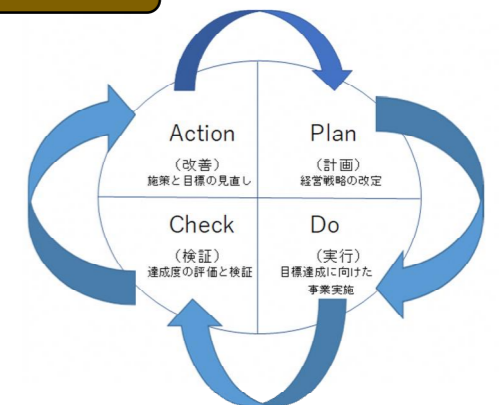 Action
（改善）
施策と目標の見直し
Plan
（計画）
経営戦略の改定
Check
（検証）
達成度の評価と検証
Do
（実行）
目標達成に向けた
事業実施